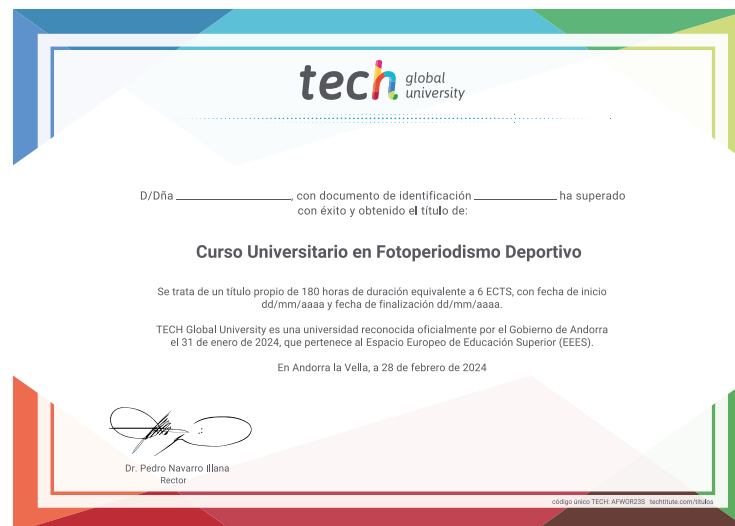 tech global
university
D/Dña ____________, con documento de identificación ____________ ha superado
con éxito y obtenido el título de:
Curso Universitario en Fotoperiodismo Deportivo
Se trata de un título propio de 180 horas de duración equivalente a 6 ECTS, con fecha de inicio
dd/mm/aaaa y fecha de finalización dd/mm/aaaa.
TECH Global University es una universidad reconocida oficialmente por el Gobierno de Andorra
el 31 de enero de 2024, que pertenece al Espacio Europeo de Educación Superior (EEES).
En Andorra la Vella, a 28 de febrero de 2024
Dr. Pedro Navarro Illana
Rector
código único TECH: AFWOR23S techtitute.com/titulos